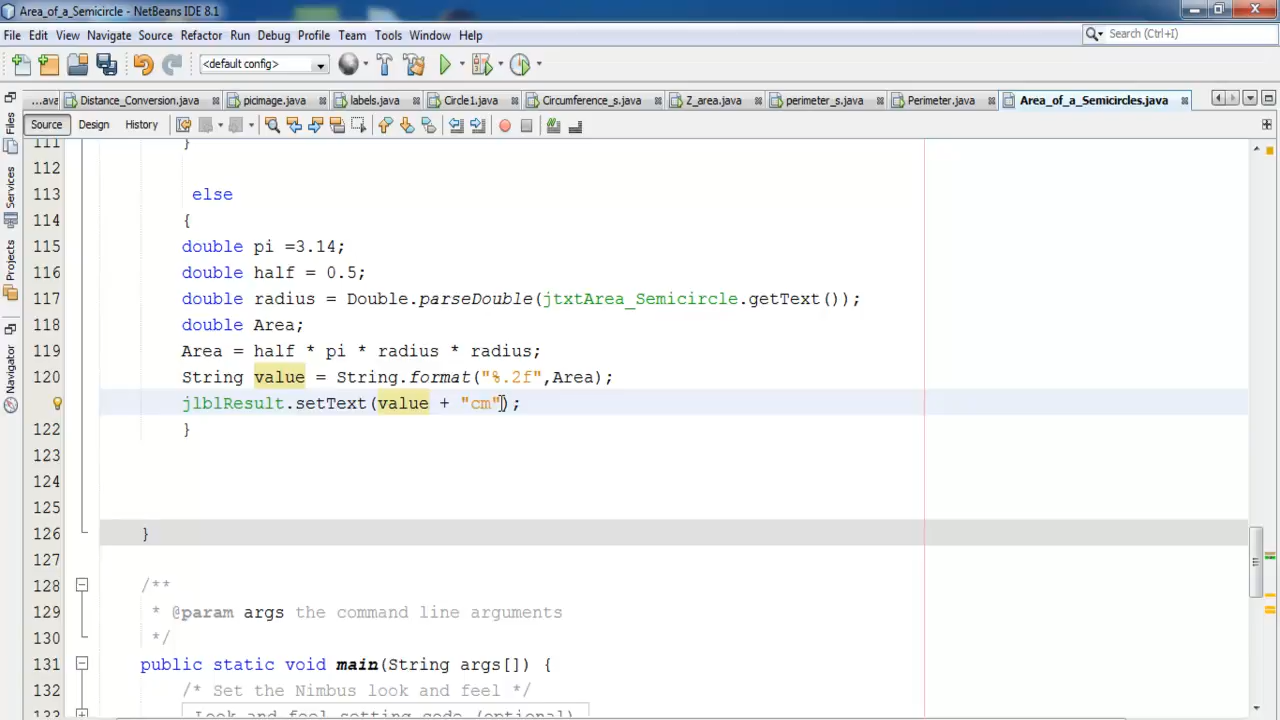 Area_of_a_Semicircle - NetBeans IDE 8.1
File Edit View Navigate Source Refactor Run Debug Profile Team Tools Window Help
Search (Ctrl+I)
<default config>
...ava Distance_Conversion.java picimage.java labels.java Circle1.java Circumference_s.java Z_area.java perimeter_s.java Perimeter.java Area_of_a_Semicircles.java
Source Design History
Files
Services
Projects
Navigator
111 }
112
113 else
114 {
115 double pi =3.14;
116 double half = 0.5;
117 double radius = Double.parseDouble(jtxtArea_Semicircle.getText());
118 double Area;
119 Area = half * pi * radius * radius;
120 String value = String.format("%.2f",Area);
jlblResult.setText(value + "cm");
122 }
123
124
125
126 }
127
128 /**
129 * @param args the command line arguments
130 */
131 public static void main(String args[]) {
132 /* Set the Nimbus look and feel */
133 Look and feel setting code (optional)